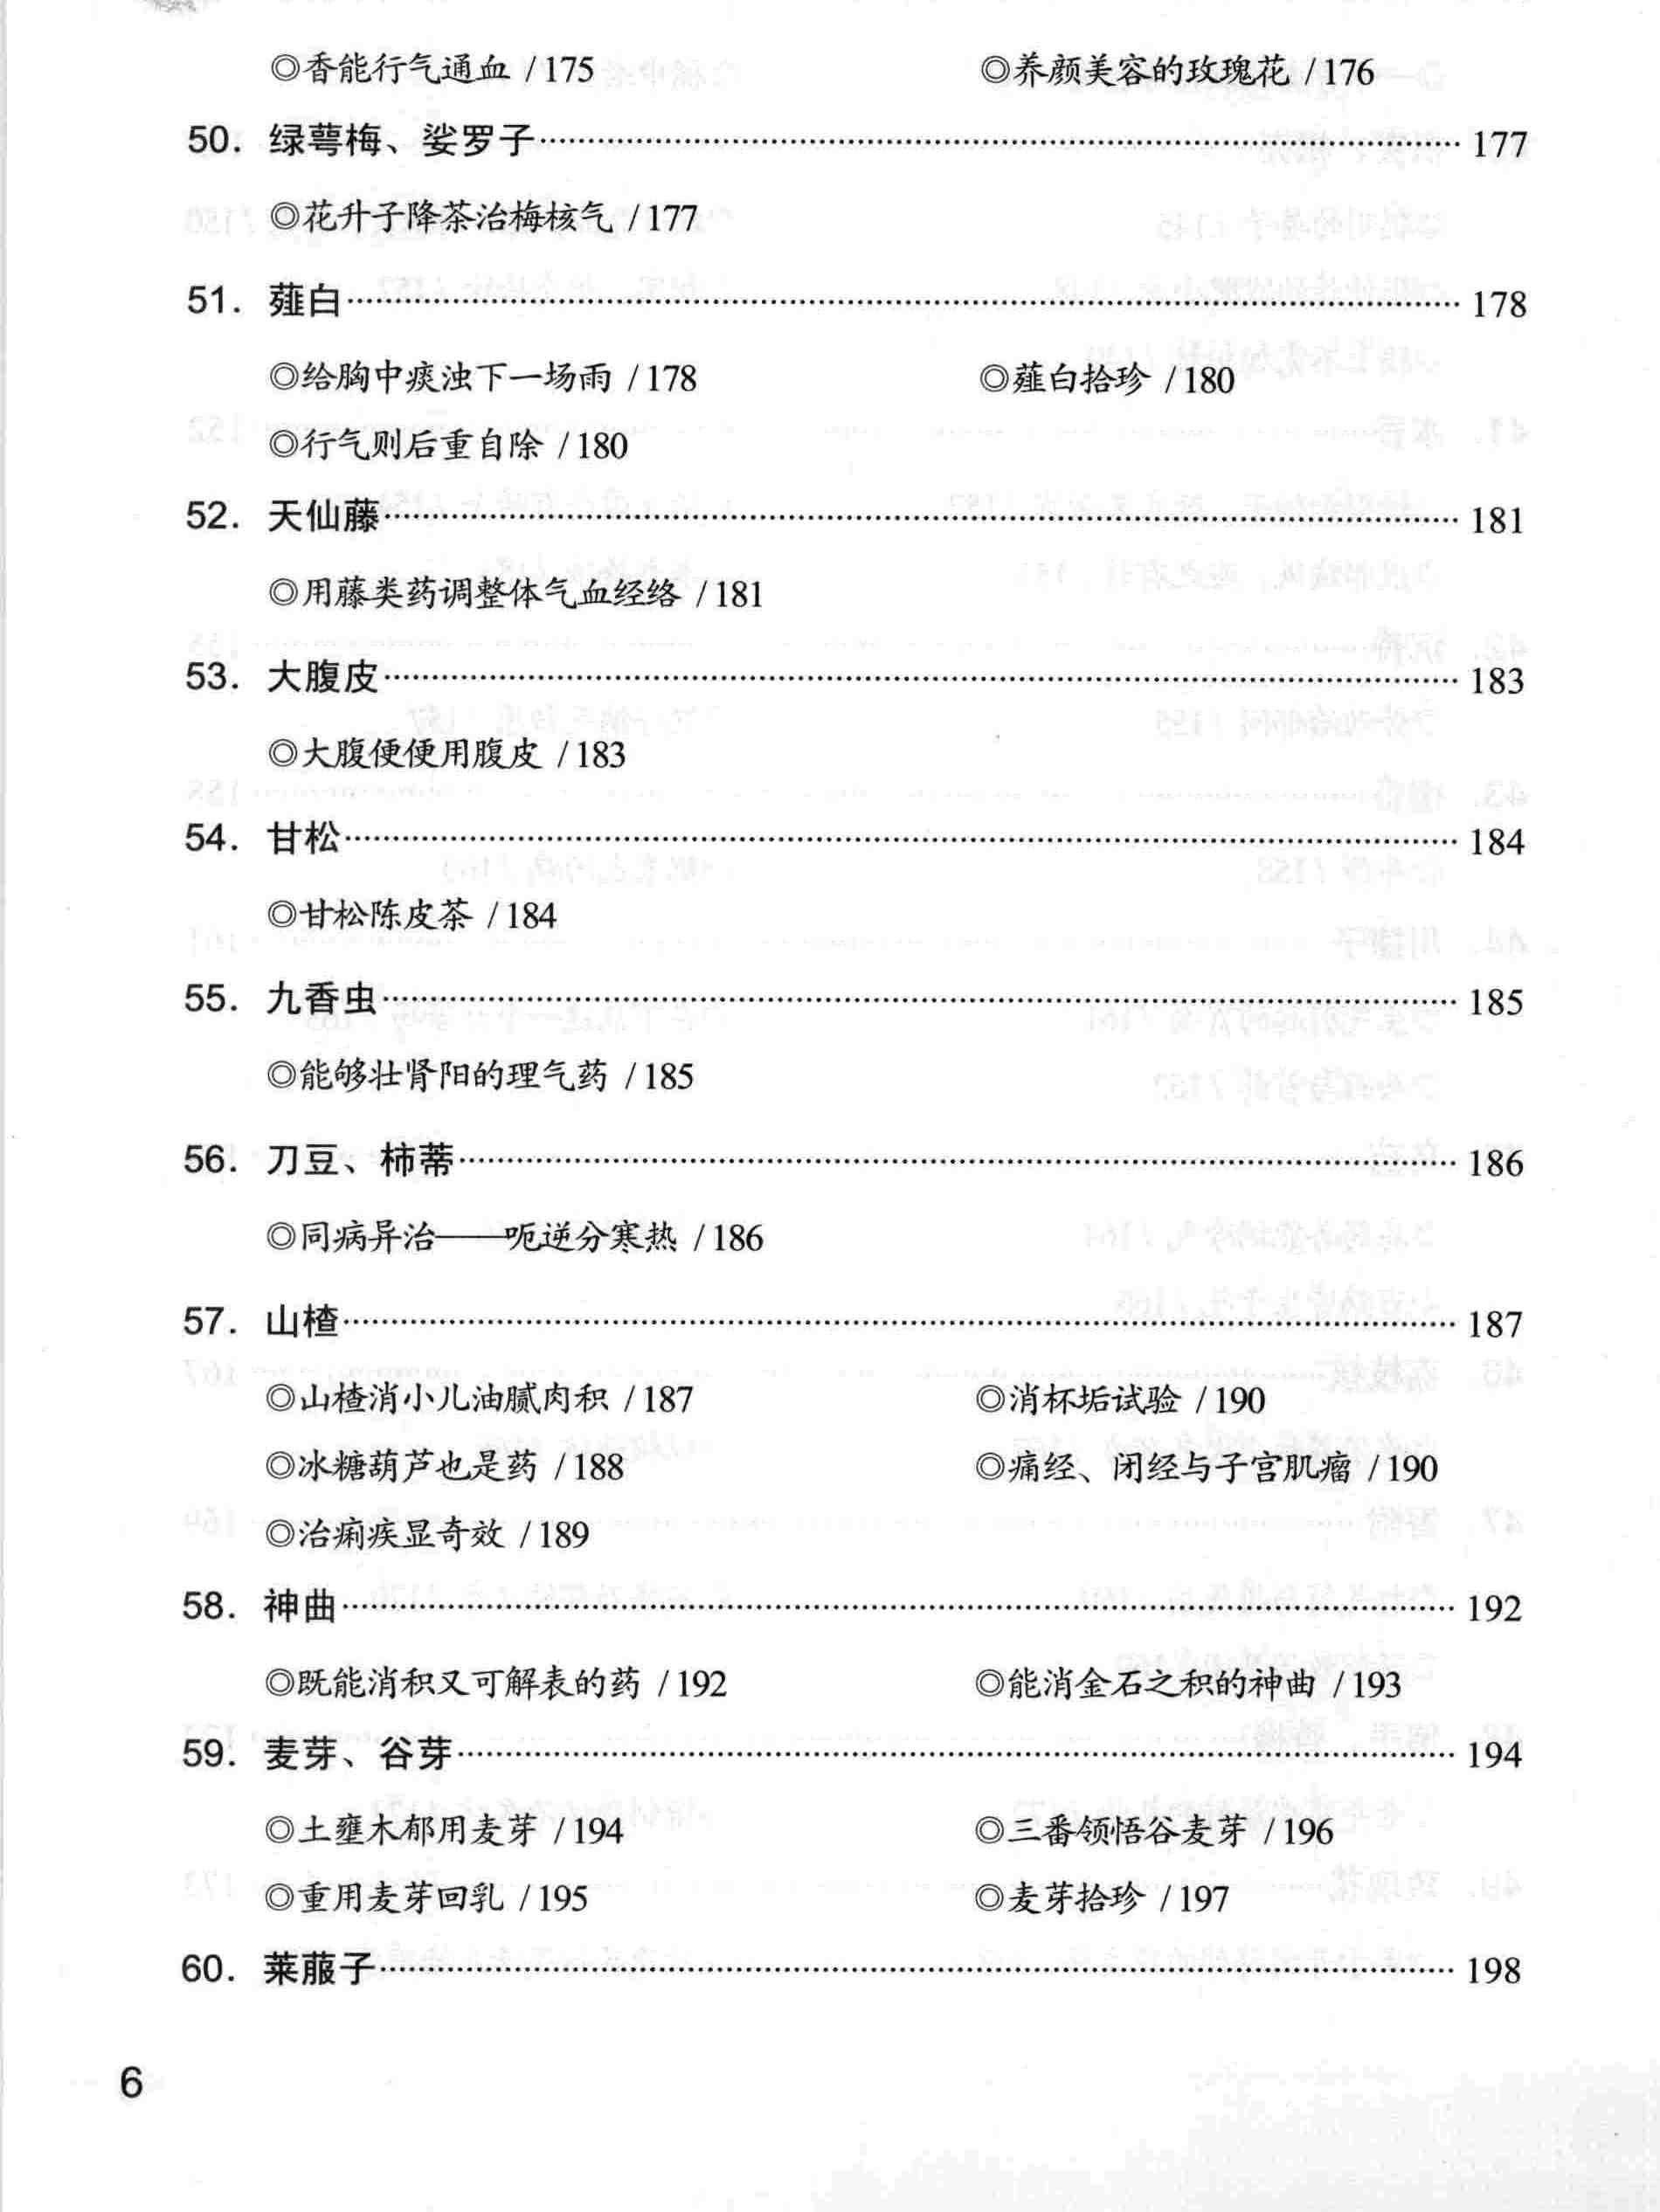 ◎香能行气通血 /175 ◎养颜美容的玫瑰花 /176
50. 绿萼梅、娑罗子 177
◎花升子降茶治梅核气 /177
51. 薤白 178
◎给胸中痰浊下一场雨 /178 ◎薤白拾珍 /180
◎行气则后重自除 /180
52. 天仙藤 181
◎用藤类药调整体气血经络 /181
53. 大腹皮 183
◎大腹便便用腹皮 /183
54. 甘松 184
◎甘松陈皮茶 /184
55. 九香虫 185
◎能够壮肾阳的理气药 /185
56. 刀豆、柿蒂 186
◎同病异治——呃逆分寒热 /186
57. 山楂 187
◎山楂消小儿油腻肉积 /187 ◎消杯垢试验 /190
◎冰糖葫芦也是药 /188 ◎痛经、闭经与子宫肌瘤 /190
◎治痢疾显奇效 /189
58. 神曲 192
◎既能消积又可解表的药 /192 ◎能消金石之积的神曲 /193
59. 麦芽、谷芽 194
◎土壅木郁用麦芽 /194 ◎三番领悟谷麦芽 /196
◎重用麦芽回乳 /195 ◎麦芽拾珍 /197
60. 莱菔子 198
6